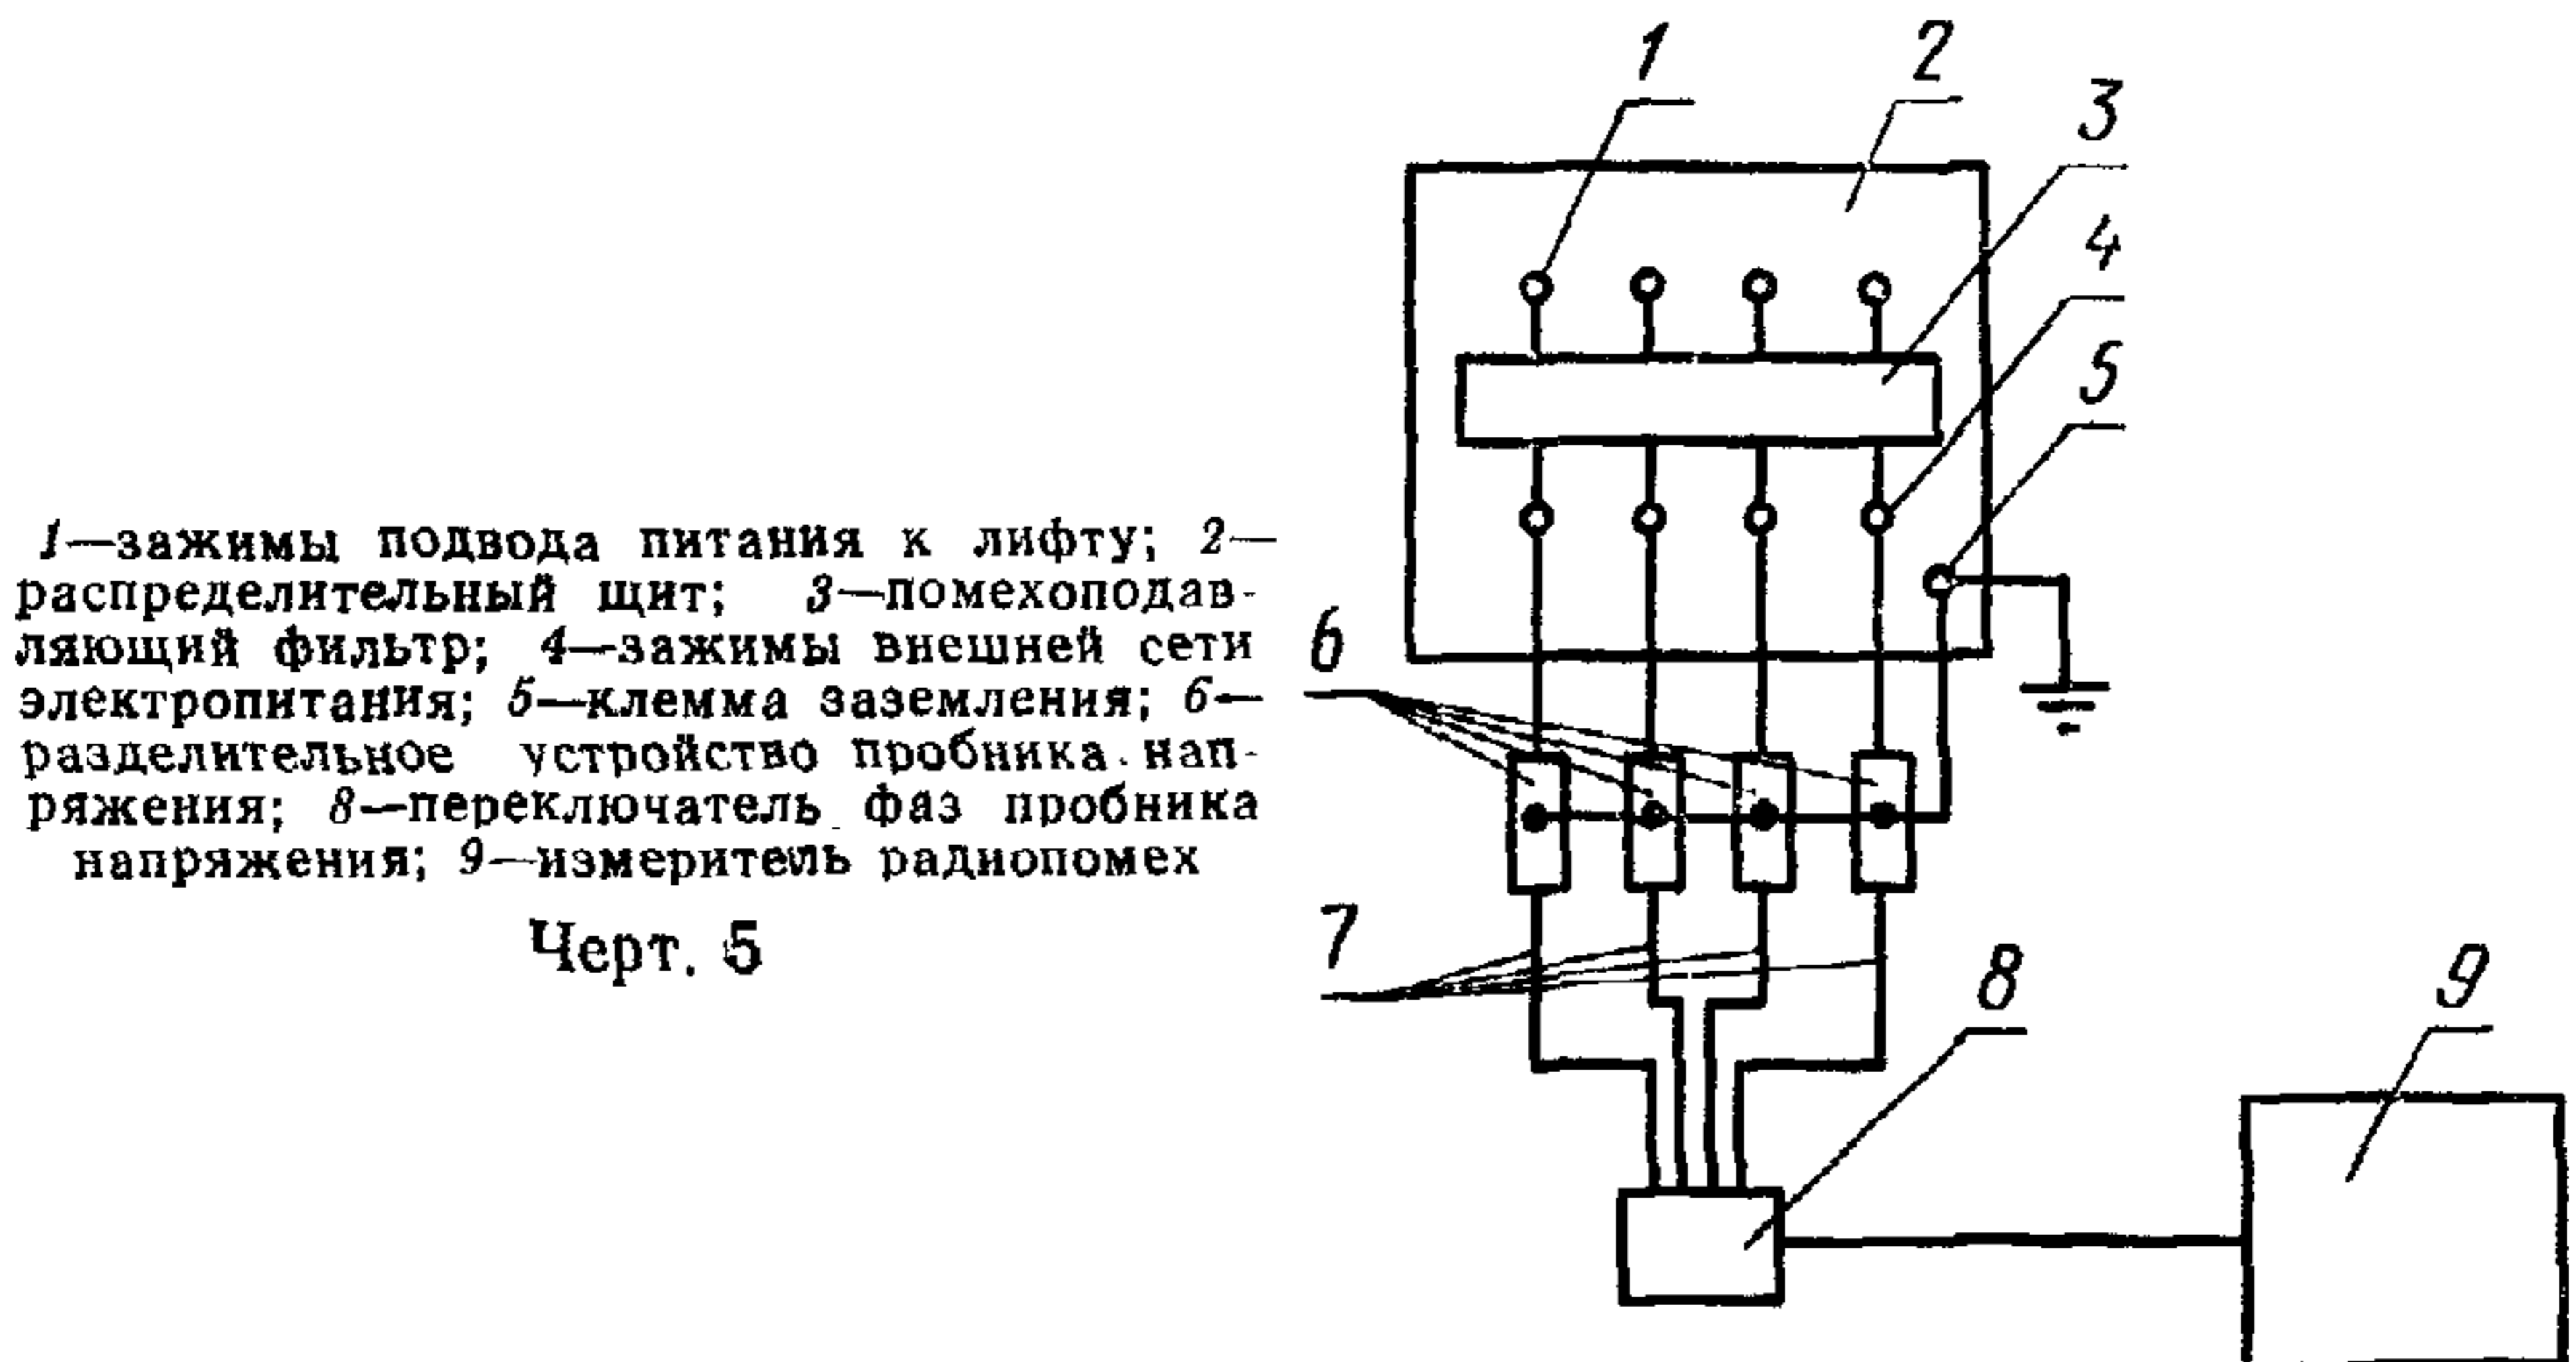 1—зажимы подвода питания к лифту; 2—
распределительный щит; 3—помехоподав-
ляющий фильтр; 4—зажимы внешней сети
электропитания; 5—клемма заземления; 6—
разделительное устройство пробника нап-
ряжения; 8—переключатель фаз пробника
напряжения; 9—измеритель радиопомех
Черт. 5
1
2
3
4
5
6
7
8
9